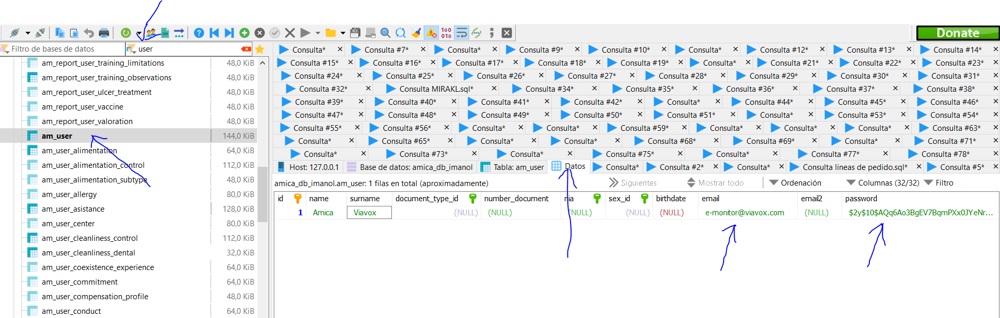 Donate
Filtro de bases de datos user
am_report_user_training_limitations 48,0 KiB
am_report_user_training_observations 48,0 KiB
am_report_user_ulcer_treatment 48,0 KiB
am_report_user_vaccine 48,0 KiB
am_report_user_valoration 48,0 KiB
am_user 144,0 KiB
am_user_alimentation 64,0 KiB
am_user_alimentation_control 112,0 KiB
am_user_alimentation_subtype 48,0 KiB
am_user_allergy 80,0 KiB
am_user_asistance 128,0 KiB
am_user_center 80,0 KiB
am_user_cleanliness_control 112,0 KiB
am_user_cleanliness_dental 32,0 KiB
am_user_coexistence_experience 64,0 KiB
am_user_commitment 64,0 KiB
am_user_compensation_profile 48,0 KiB
am_user_conduct 64,0 KiB
Consulta* Consulta #7* Consulta* Consulta #9* Consulta #10* Consulta* Consulta #12* Consulta #13* Consulta #14*
Consulta #15* Consulta #16* Consulta #17* Consulta #18* Consulta #19* Consulta* Consulta #21* Consulta #22* Consulta #23*
Consulta #24* Consulta #25* Consulta #26* Consulta #27* Consulta #28* Consulta #29* Consulta #30* Consulta #31*
Consulta #32* Consulta MIRAKL.sql* Consulta #34* Consulta #35* Consulta #36* Consulta #37* Consulta #38*
Consulta #39* Consulta #40* Consulta #41* Consulta #42* Consulta* Consulta #44* Consulta #45* Consulta #46*
Consulta #47* Consulta #48* Consulta #49* Consulta #50* Consulta #51* Consulta* Consulta #53* Consulta #54*
Consulta #55* Consulta #56* Consulta* Consulta* Consulta #59* Consulta* Consulta* Consulta #63*
Consulta* Consulta #65* Consulta* Consulta* Consulta #68* Consulta #69* Consulta* Consulta #71*
Consulta* Consulta #73* Consulta* Consulta #75* Consulta* Consulta #77* Consulta #78*
Host: 127.0.0.1 Base de datos: amica_db_imanol Tabla: am_user Datos Consulta* Consulta #2* Consulta* Consulta lineas de pedido.sql* Consulta #5*
amica_db_imanol.am_user: 1 filas en total (aproximadamente) Siguientes Mostrar todo Ordenación Columnas (32/32) Filtro
id name surname document_type_id number_document nia sex_id birthdate email email2 password
1 Amica Viavox (NULL) (NULL) (NULL) (NULL) (NULL) e-monitor@viavox.com (NULL) $2y$10$AQq6Ao3BgEV7BqmPXx0JYeNr...